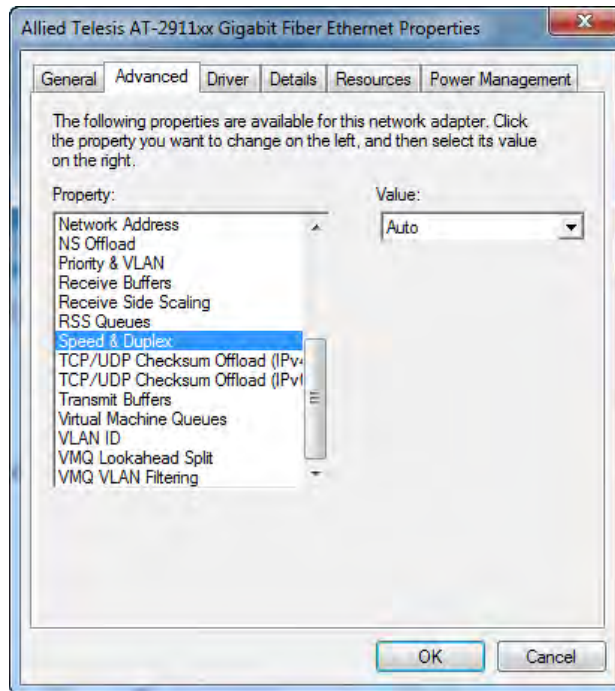 Allied Telesis AT-2911xx Gigabit Fiber Ethernet Properties
General
Advanced
Driver
Details
Resources
Power Management
The following properties are available for this network adapter. Click
the property you want to change on the left, and then select its value
on the right.
Property:
Value:
Network Address
NS Offload
Priority & VLAN
Receive Buffers
Receive Side Scaling
RSS Queues
Speed & Duplex
TCP/UDP Checksum Offload (IPv4
TCP/UDP Checksum Offload (IPv
Transmit Buffers
Virtual Machine Queues
VLAN ID
VMQ Lookahead Split
VMQ VLAN Filtering
Auto
OK
Cancel